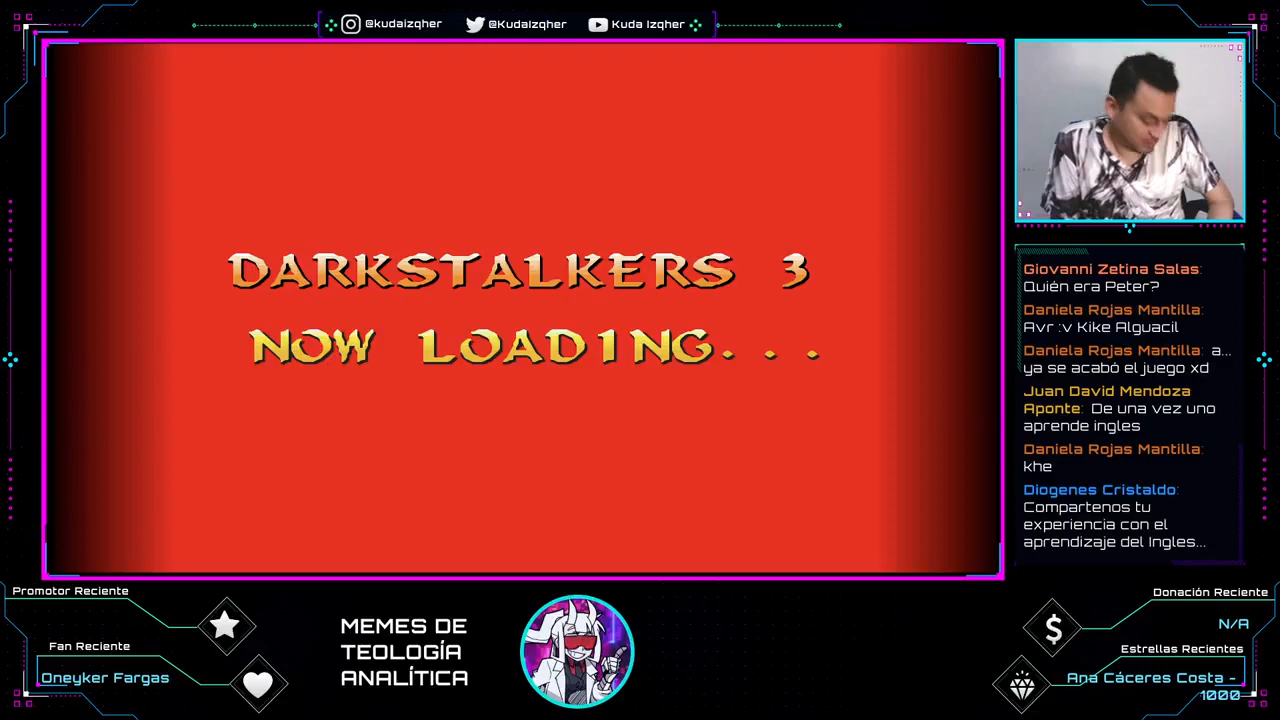 @kudaizqher @Kudaizqher Kuda Izqher
DARKSTALKERS 3
NOW LOADING...
Giovanni Zetina Salas:
Quién era Peter?
Daniela Rojas Mantilla:
Avr :v Kike Alguacil
Daniela Rojas Mantilla: a...
ya se acabó el juego xd
Juan David Mendoza
Aponte: De una vez uno
aprende ingles
Daniela Rojas Mantilla:
khe
Diogenes Cristaldo:
Compartenos tu
experiencia con el
aprendizaje del Ingles...
Promotor Reciente
Fan Reciente
Oneyker Fargas
MEMES DE
TEOLOGÍA
ANALÍTICA
Donación Reciente
N/A
Estrellas Recientes
Ana Cáceres Costa -
1000